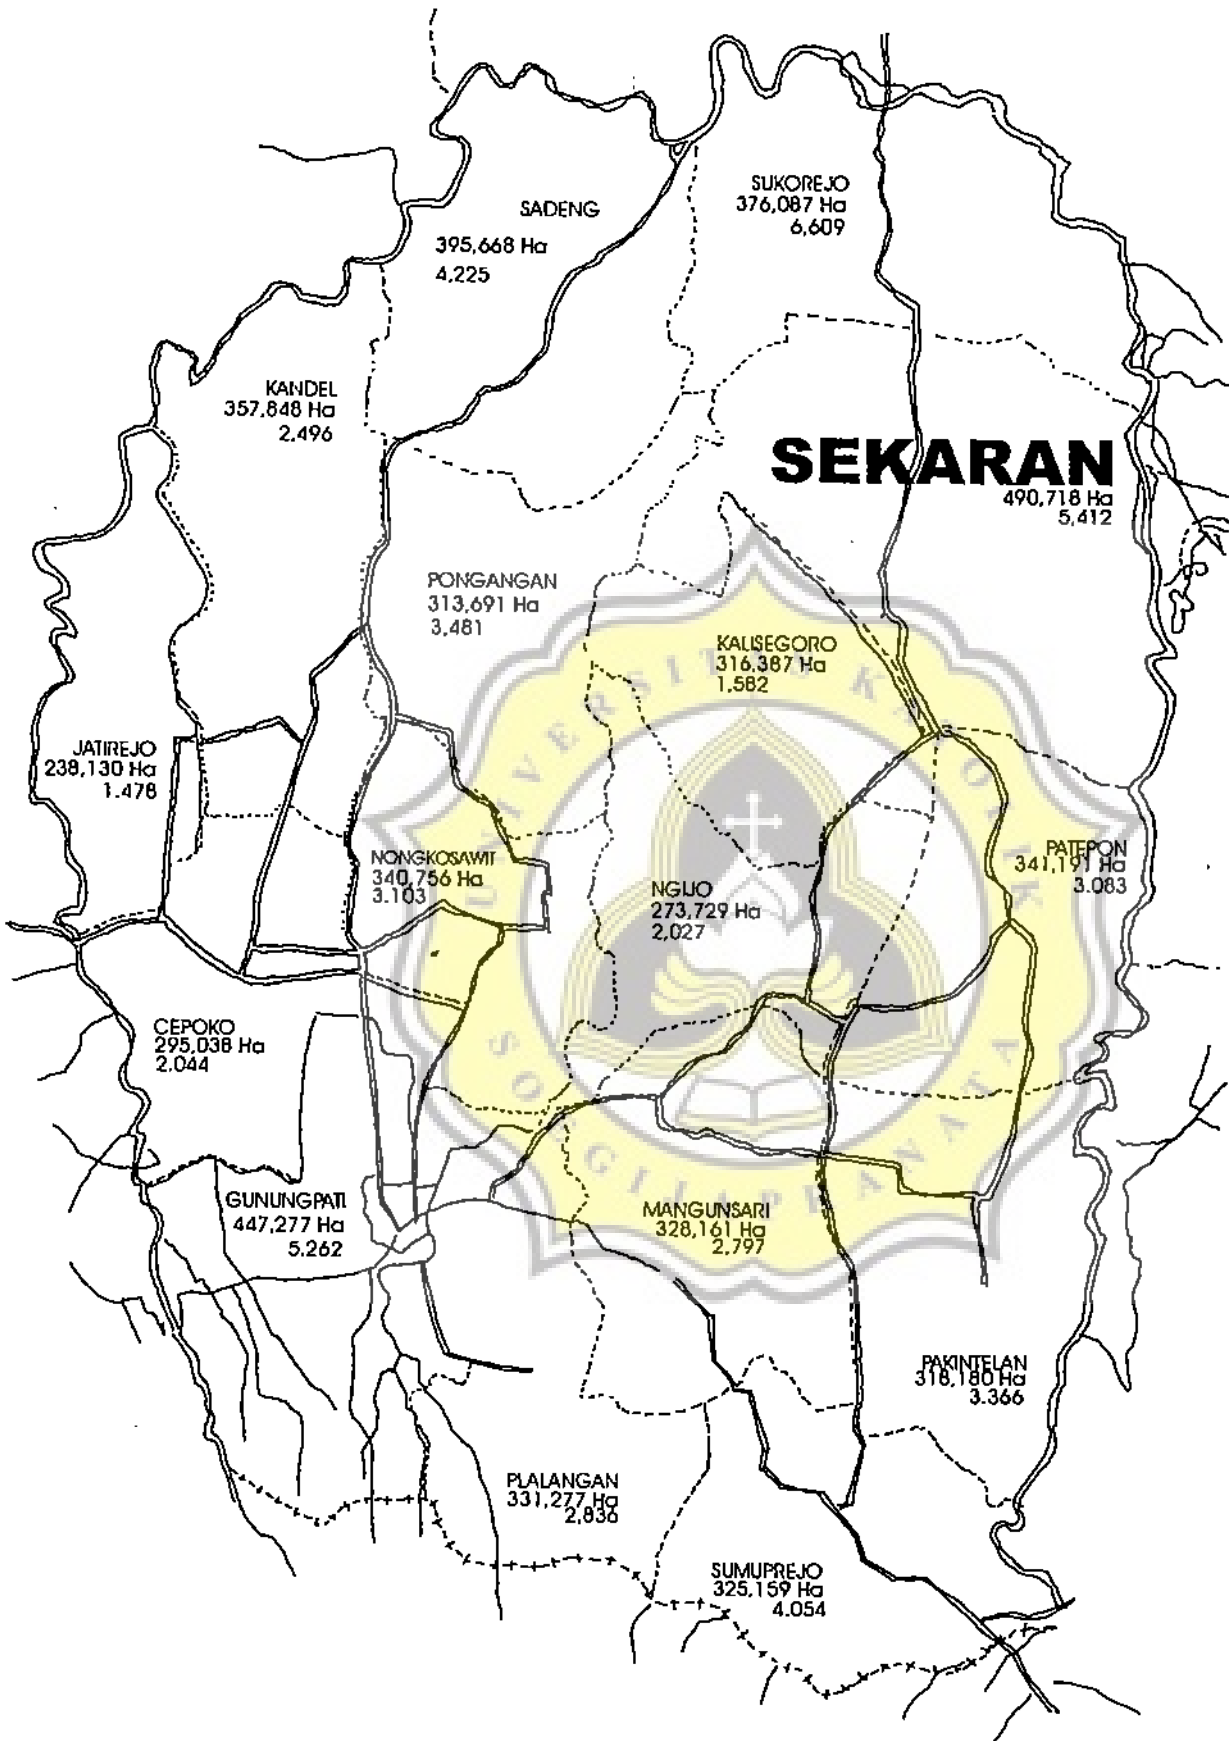 SUKOREJO
376,087 Ha
6,609
SADENG
395,668 Ha
4.225
KANDEL
357,848 Ha
2.496
SEKARAN
490,718 Ha
5,412
PONGANGAN
313,691 Ha
3,481
KALISEGORO
316.387 Ha
1,582
JATIREJO
238,130 Ha
1.478
NONGKOSAWIT
340,756 Ha
3.103
PATEPON
341,191 Ha
3.083
NGIJO
273,729 Ha
2,027
CEPOKO
295,038 Ha
2.044
GUNUNGPATI
447,277 Ha
5.262
MANGUNSARI
328,161 Ha
2,797
PAKINTELAN
318,180 Ha
3.366
PLALANGAN
331,277 Ha
2,836
SUMUPREJO
325,159 Ha
4.054
UNIVERSITAS KATOLIK
SOEGIJAPRANATA